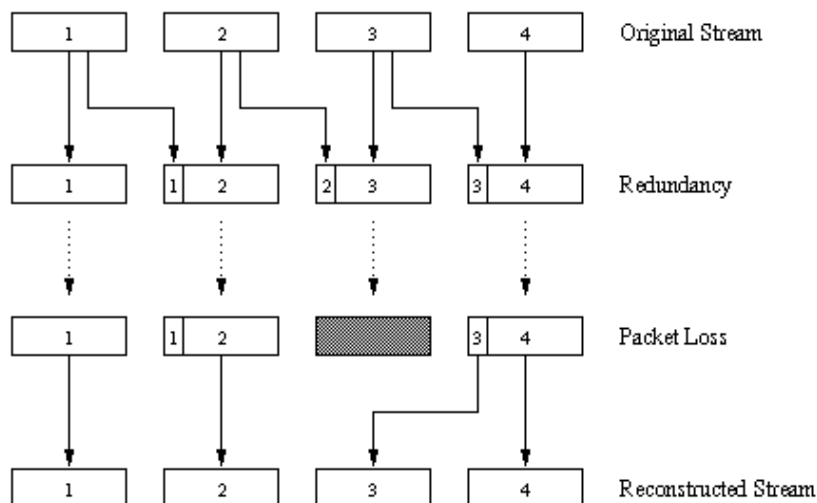 1 2 3 4 Original Stream
1 1 2 2 3 3 4 Redundancy
1 1 2 3 4 Packet Loss
1 2 3 4 Reconstructed Stream